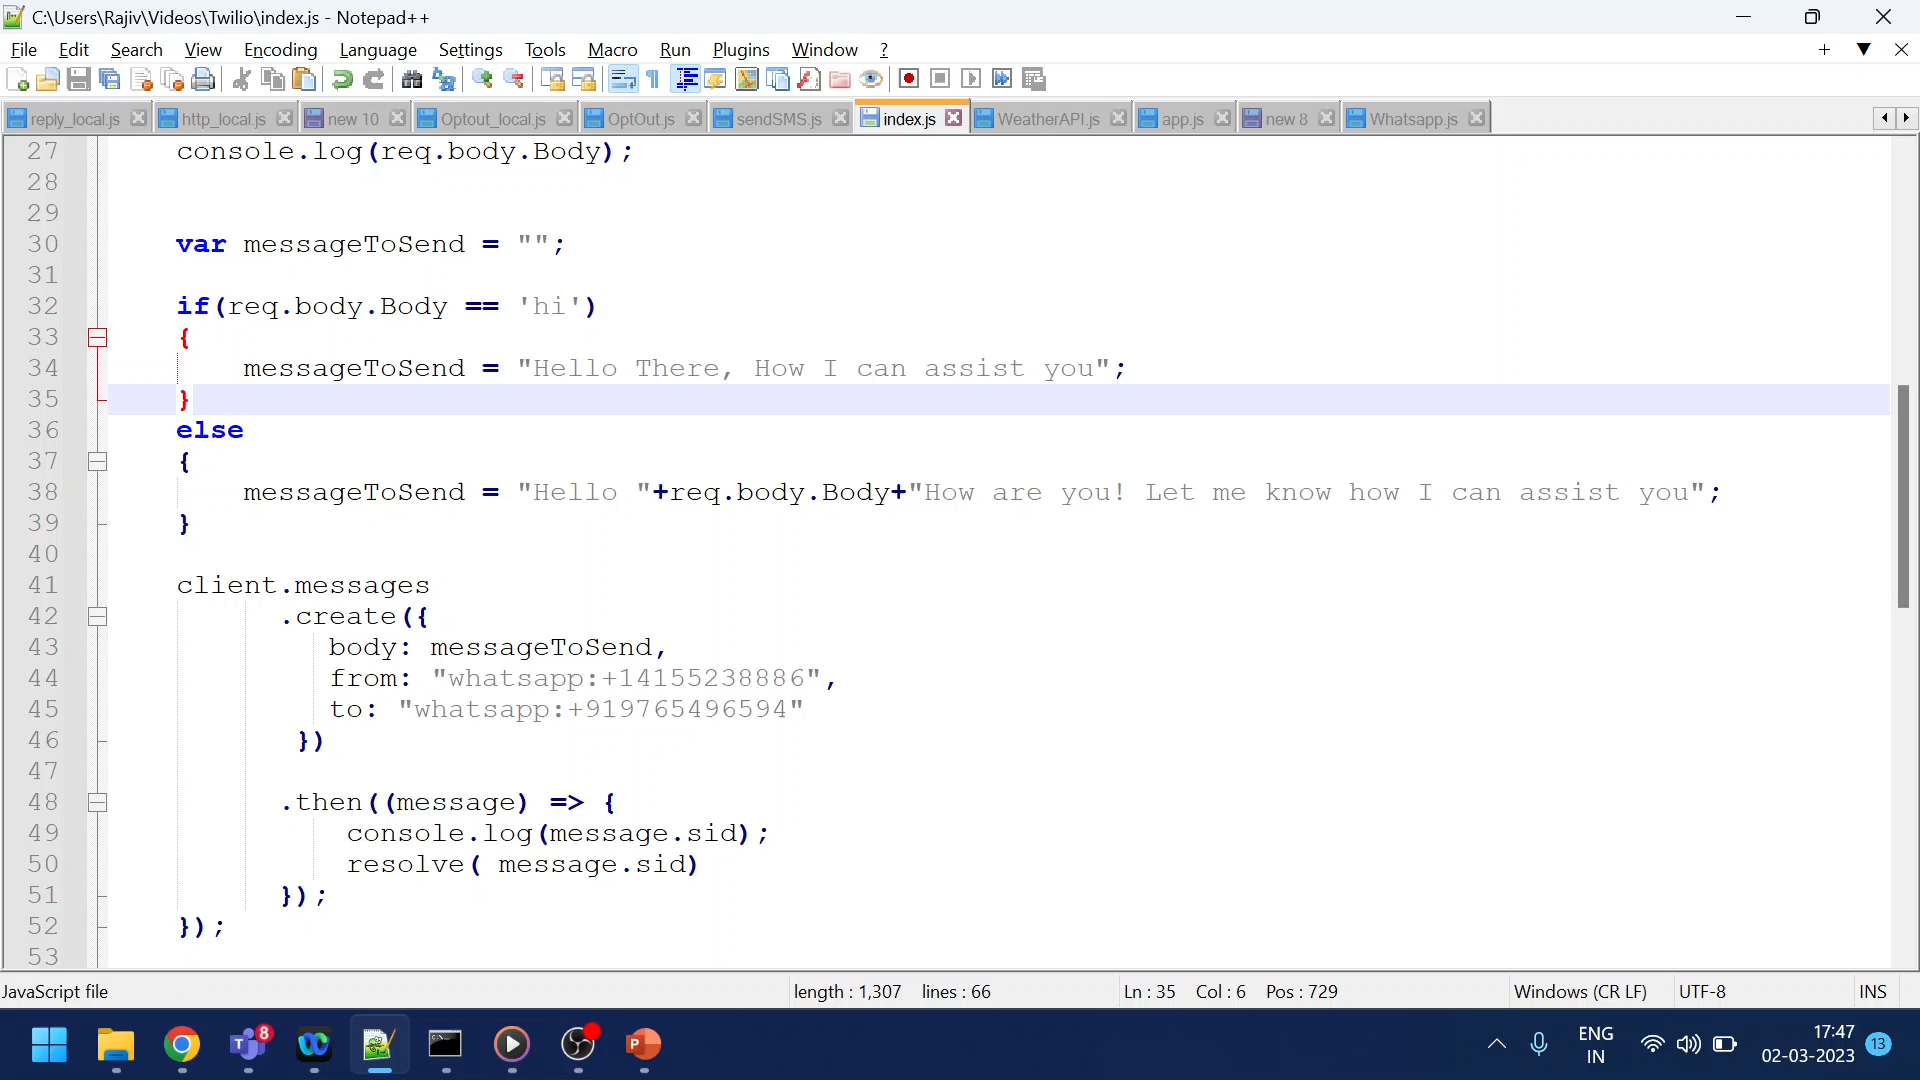 C:\Users\Rajiv\Videos\Twilio\index.js - Notepad++
File Edit Search View Encoding Language Settings Tools Macro Run Plugins Window ?
reply_local.js http_local.js new 10 Optout_local.js OptOut.js sendSMS.js index.js WeatherAPI.js app.js new 8 Whatsapp.js
27 console.log(req.body.Body);
28
29
30 var messageToSend = "";
31
32 if(req.body.Body == 'hi')
33 {
34 messageToSend = "Hello There, How I can assist you";
35 }
36 else
37 {
38 messageToSend = "Hello "+req.body.Body+"How are you! Let me know how I can assist you";
39 }
40
41 client.messages
42 .create({
43 body: messageToSend,
44 from: "whatsapp:+14155238886",
45 to: "whatsapp:+919765496594"
46 })
47
48 .then((message) => {
49 console.log(message.sid);
50 resolve( message.sid)
51 });
52 });
53
JavaScript file length : 1,307 lines : 66 Ln : 35 Col : 6 Pos : 729 Windows (CR LF) UTF-8 INS
8
ENG
IN
17:47
02-03-2023
13